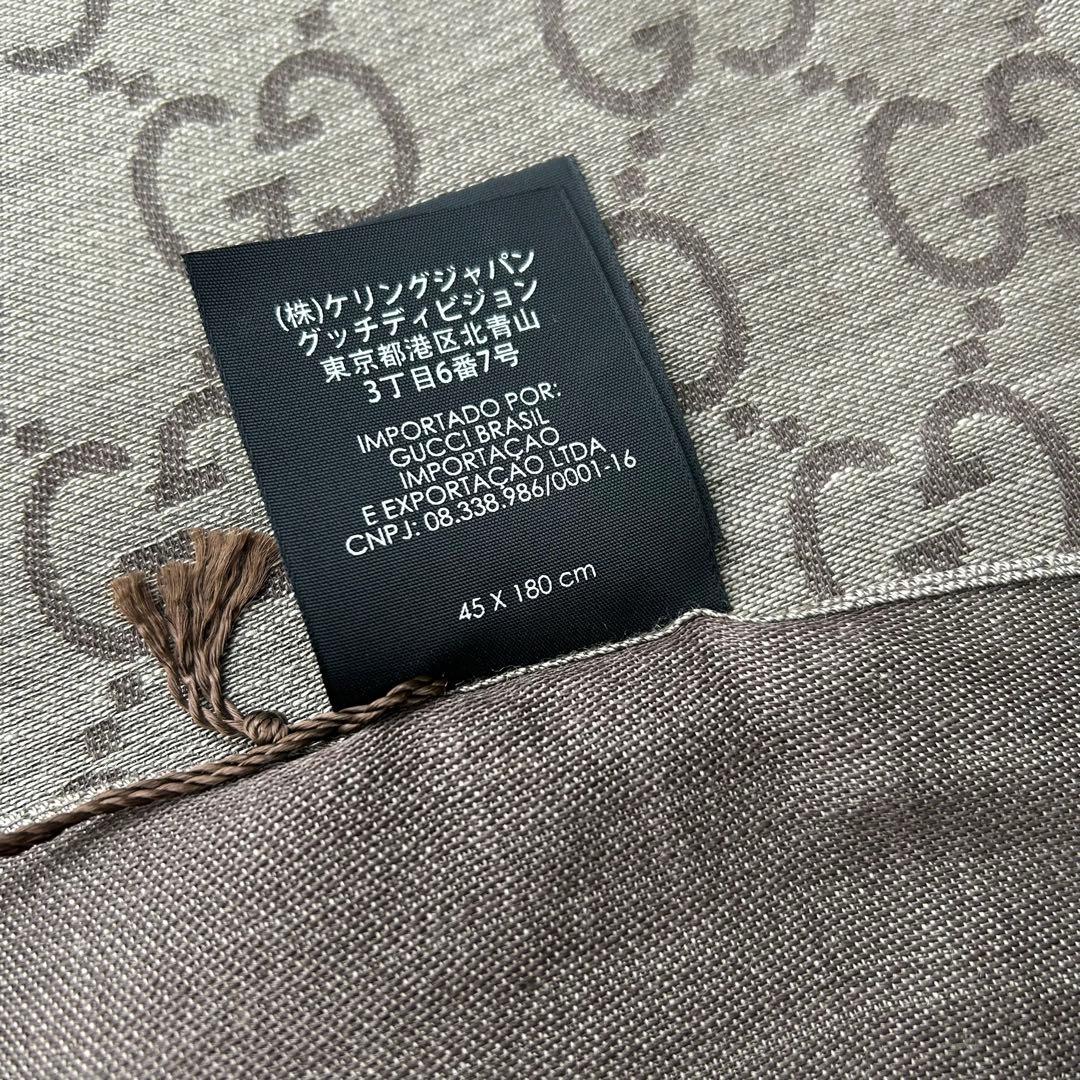 (株)ケリングジャパン
グッチディビジョン
東京都港区北青山
3丁目6番7号
IMPORTADO POR:
GUCCI BRASIL
IMPORTAÇAO
E EXPORTAÇAO LTDA
CNPJ: 08.338.986/0001-16
45 X 180 cm